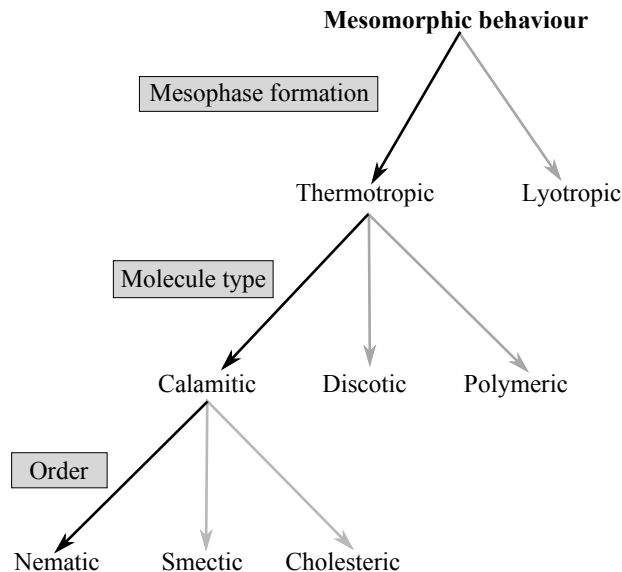 Mesomorphic behaviour
Mesophase formation
Thermotropic
Lyotropic
Molecule type
Calamitic
Discotic
Polymeric
Order
Nematic
Smectic
Cholesteric